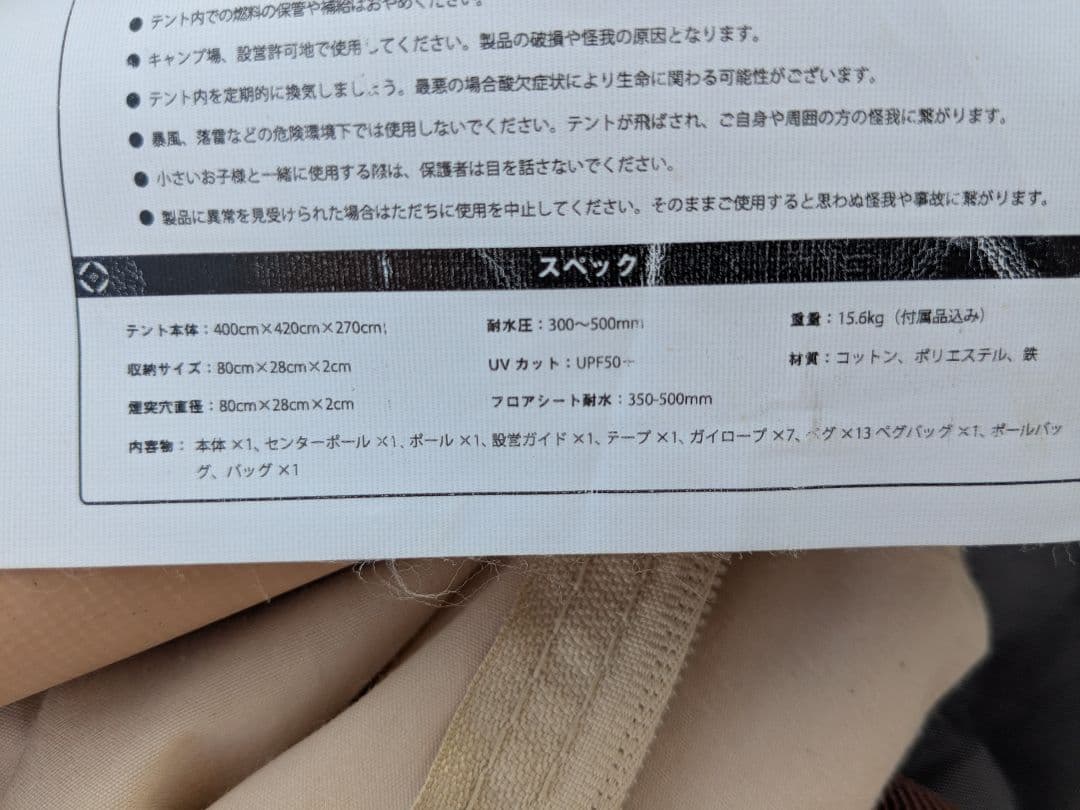 ● テント内での燃料の保管や補給はおやめください。
● キャンプ場、設営許可地で使用してください。製品の破損や怪我の原因となります。
● テント内を定期的に換気しましょう。最悪の場合酸欠症状により生命に関わる可能性がございます。
● 暴風、落雷などの危険環境下では使用しないでください。テントが飛ばされ、ご自身や周囲の方の怪我に繋がります。
● 小さいお子様と一緒に使用する際は、保護者は目を話さないでください。
● 製品に異常を見受けられた場合はただちに使用を中止してください。そのままご使用すると思わぬ怪我や事故に繋がります。
スペック
テント本体：400cm×420cm×270cm 耐水圧：300～500mm 重量：15.6kg（付属品込み）
収納サイズ：80cm×28cm×2cm UVカット：UPF50+ 材質：コットン、ポリエステル、鉄
煙突穴直径：80cm×28cm×2cm フロアシート耐水：350-500mm
内容物： 本体 ×1、センターポール ×1、ポール ×1、設営ガイド ×1、テープ ×1、ガイロープ ×7、ペグ ×13 ペグバッグ ×1、ポールバッ
グ、バッグ ×1